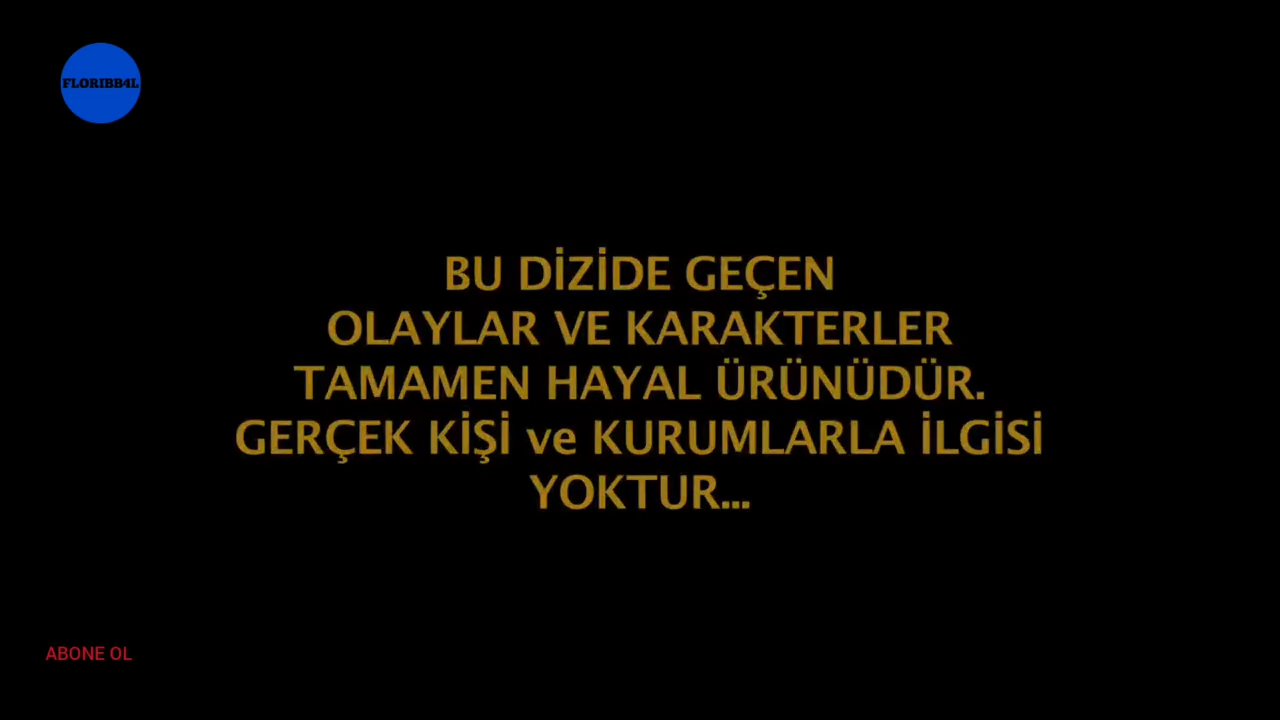 FLORIBB4L
BU DİZİDE GEÇEN
OLAYLAR VE KARAKTERLER
TAMAMEN HAYAL ÜRÜNÜDÜR.
GERÇEK KİŞİ ve KURUMLARLA İLGİSİ
YOKTUR...
ABONE OL